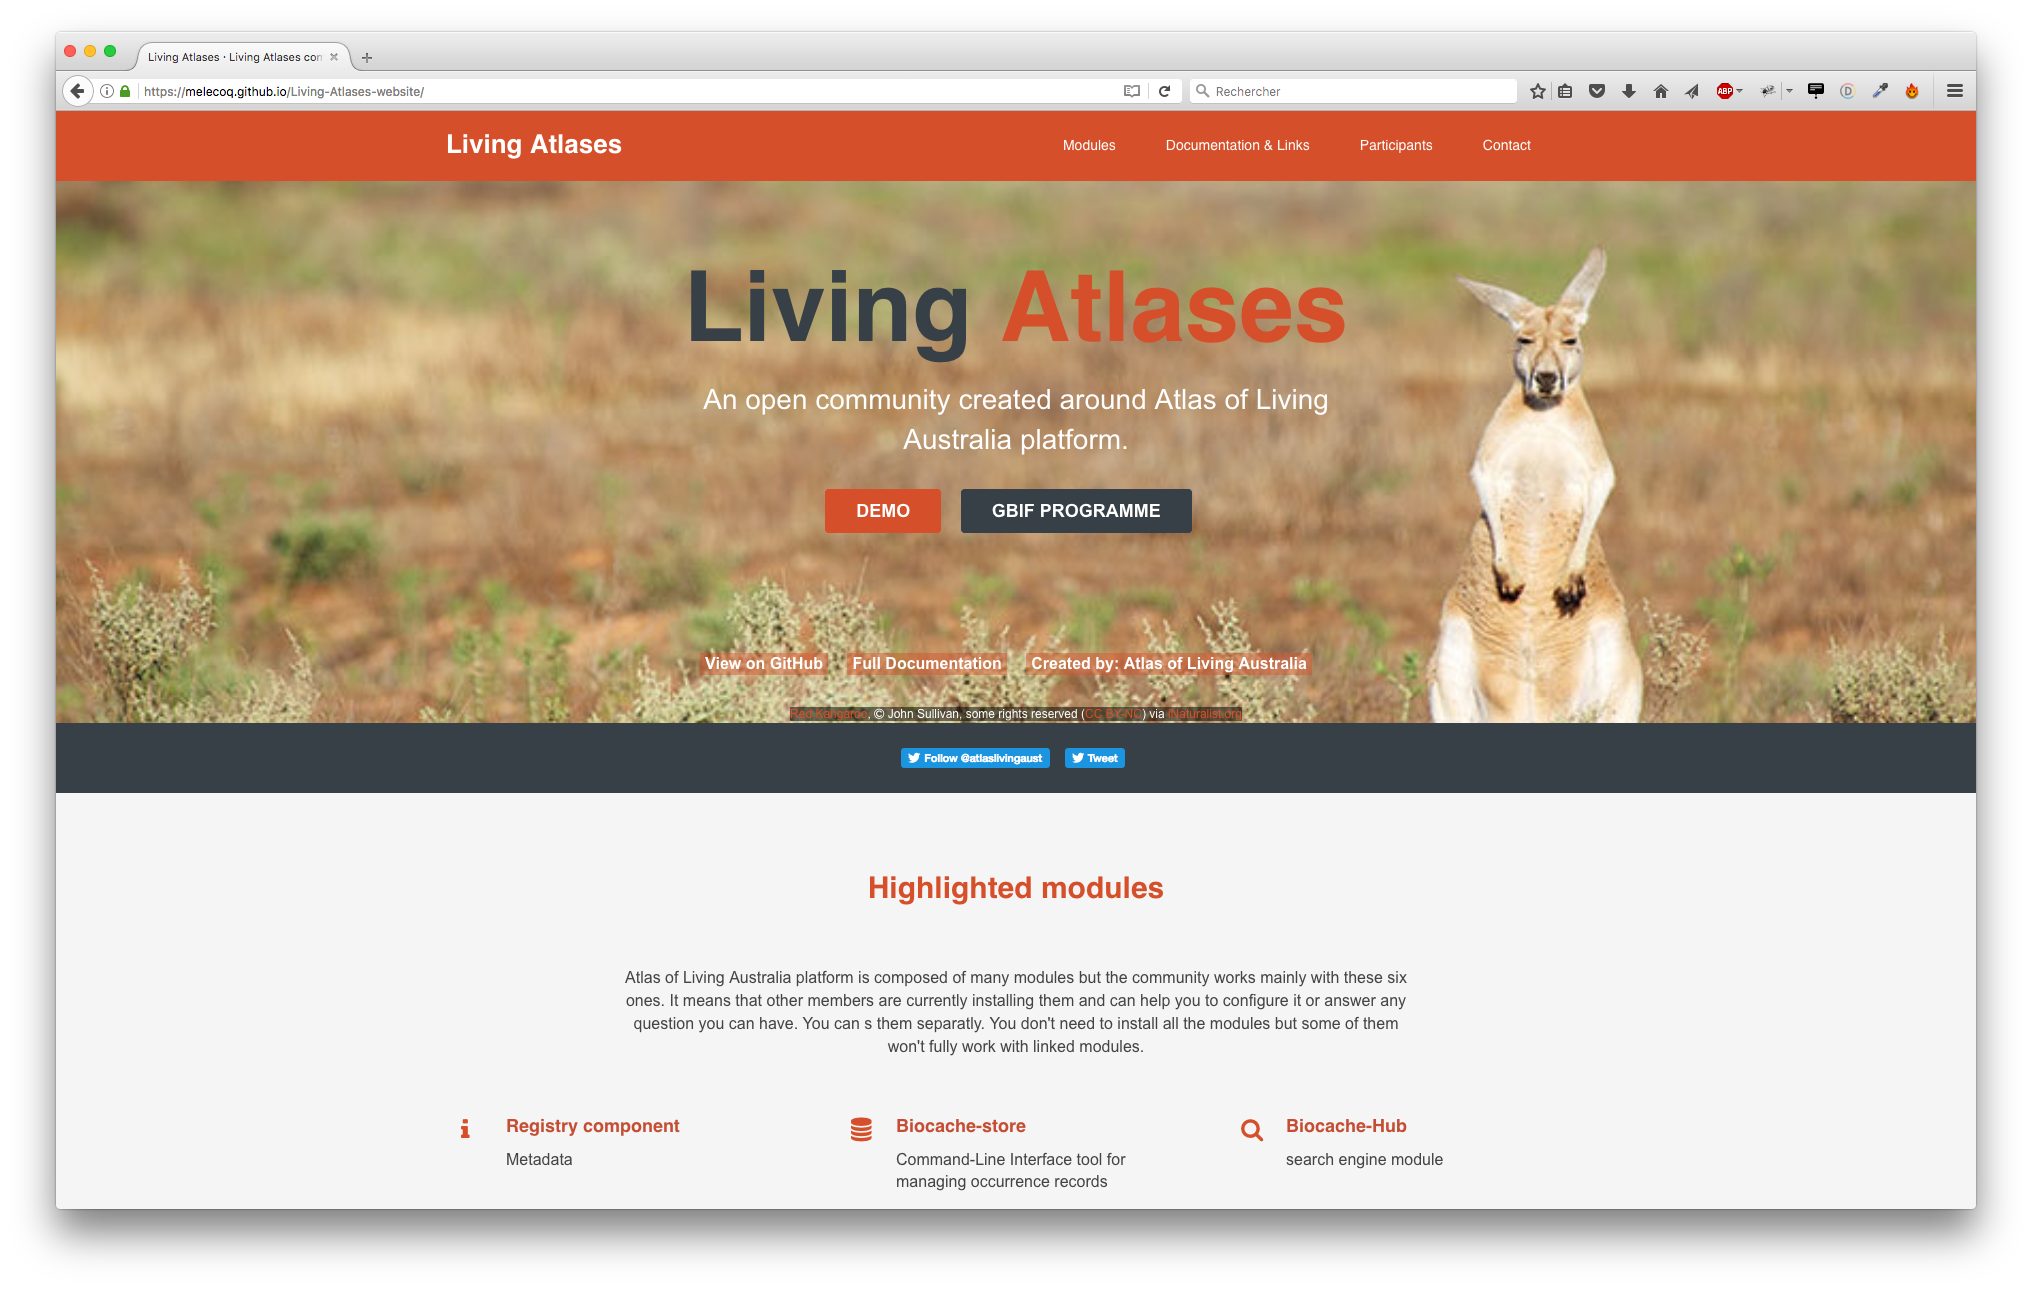 Living Atlases · Living Atlases con
https://melecoq.github.io/Living-Atlases-website/
Rechercher
ABP
D
Living Atlases
Modules
Documentation & Links
Participants
Contact
Living Atlases
An open community created around Atlas of Living
Australia platform.
DEMO
GBIF PROGRAMME
View on GitHub
Full Documentation
Created by: Atlas of Living Australia
Red Kangaroo, © John Sullivan, some rights reserved (CC BY-NC) via iNaturalist.org
Follow @atlaslivingaust
Tweet
Highlighted modules
Atlas of Living Australia platform is composed of many modules but the community works mainly with these six
ones. It means that other members are currently installing them and can help you to configure it or answer any
question you can have. You can s them separatly. You don't need to install all the modules but some of them
won't fully work with linked modules.
Registry component
Metadata
Biocache-store
Command-Line Interface tool for
managing occurrence records
Biocache-Hub
search engine module